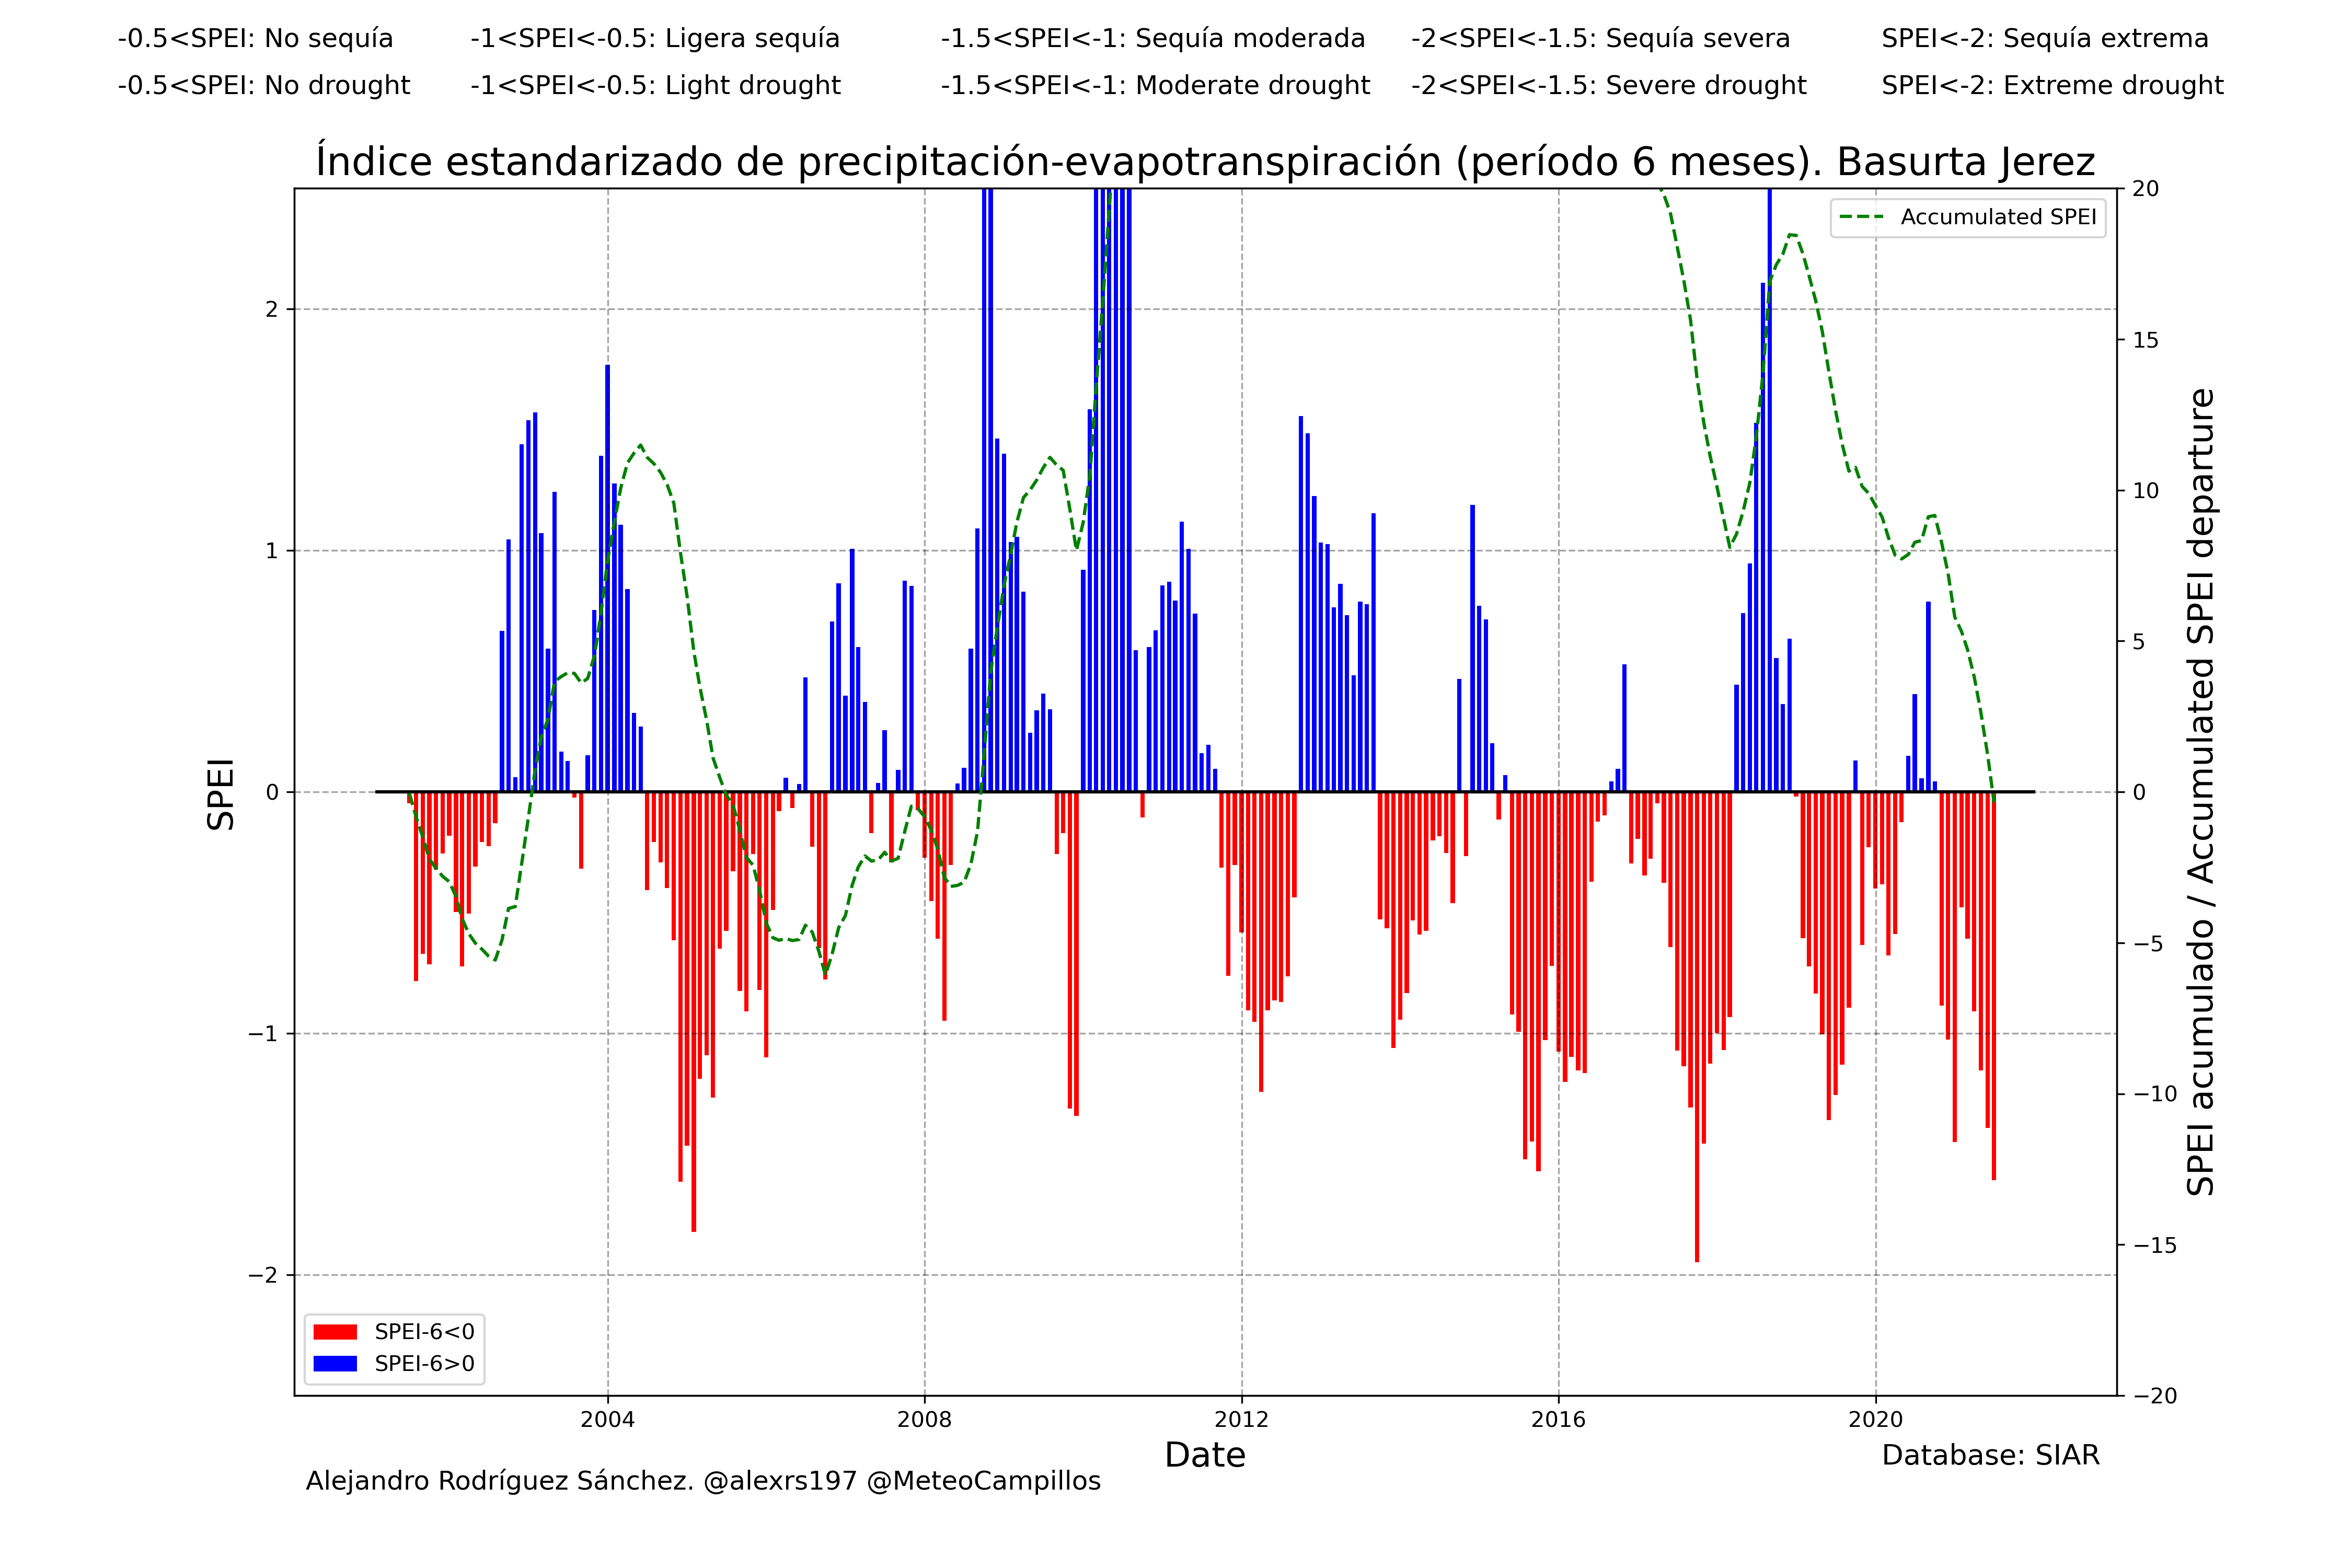 -0.5<SPEI: No sequía -1<SPEI<-0.5: Ligera sequía -1.5<SPEI<-1: Sequía moderada -2<SPEI<-1.5: Sequía severa SPEI<-2: Sequía extrema
-0.5<SPEI: No drought -1<SPEI<-0.5: Light drought -1.5<SPEI<-1: Moderate drought -2<SPEI<-1.5: Severe drought SPEI<-2: Extreme drought
Índice estandarizado de precipitación-evapotranspiración (período 6 meses). Basurta Jerez
Accumulated SPEI
SPEI
2
1
0
−1
−2
20
15
10
5
0
−5
−10
−15
−20
SPEI acumulado / Accumulated SPEI departure
SPEI-6<0
SPEI-6>0
2004 2008 2012 2016 2020
Date
Database: SIAR
Alejandro Rodríguez Sánchez. @alexrs197 @MeteoCampillos